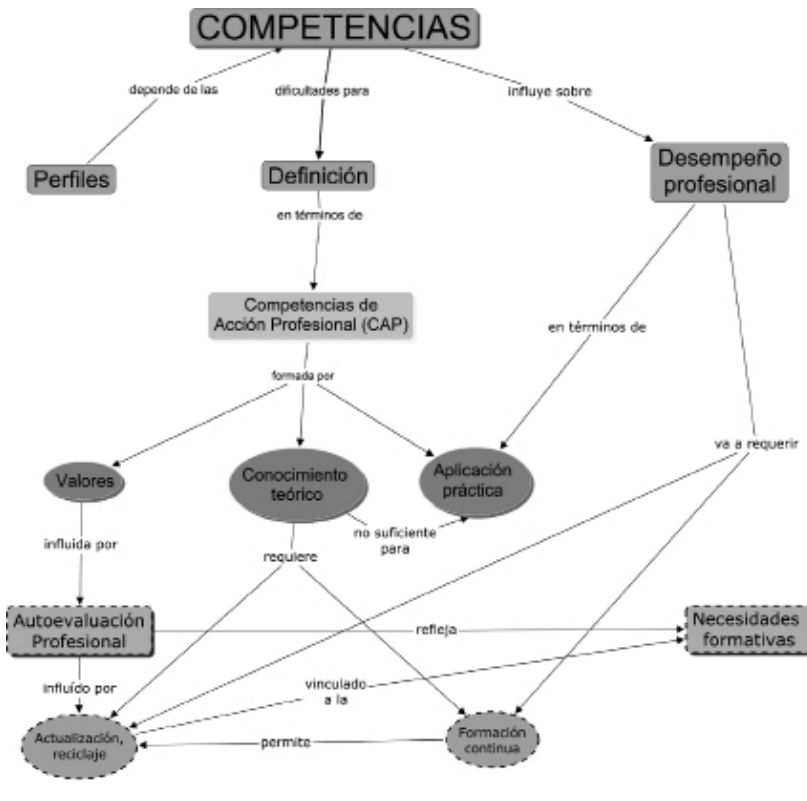 COMPETENCIAS
depende de las
dificultades para
influye sobre
Perfiles
Definición
Desempeño
profesional
en términos de
Competencias de
Acción Profesional (CAP)
en términos de
formada por
va a requerir
Valores
Conocimiento
teórico
Aplicación
práctica
no suficiente
para
influida por
requiere
Autoevaluación
Profesional
refleja
Necesidades
formativas
influído por
vinculado
a la
Actualización,
reciclaje
permite
Formación
continua